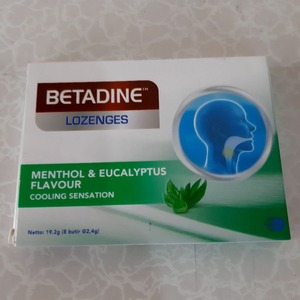 BETADINE™
LOZENGES
MENTHOL & EUCALYPTUS
FLAVOUR
COOLING SENSATION
Netto: 19.2g (8 butir @2,4g)